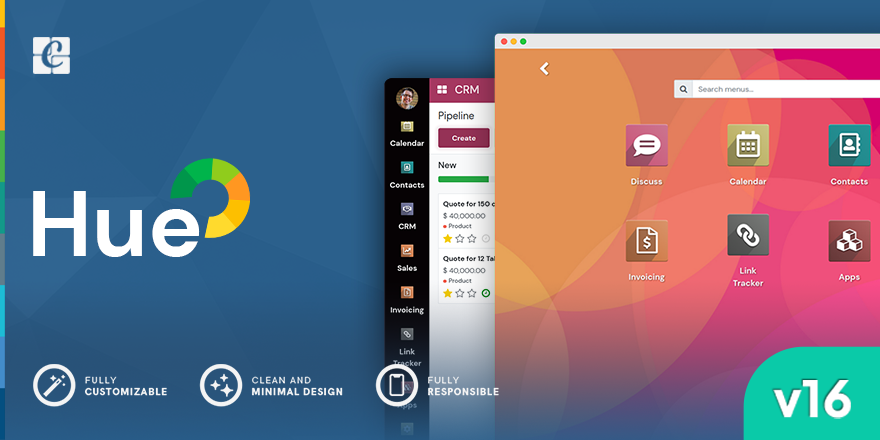 Hue
FULLY
CUSTOMIZABLE
CLEAN AND
MINIMAL DESIGN
FULLY
RESPONSIBLE
Calendar
Contacts
CRM
Sales
Invoicing
Link
Tracker
Apps
CRM
Pipeline
Create
New
Quote for 150 c
$ 40,000.00
Product
Quote for 12 Tal
$ 40,000.00
Product
Search menus...
Discuss
Calendar
Contacts
Invoicing
Link
Tracker
Apps
v16